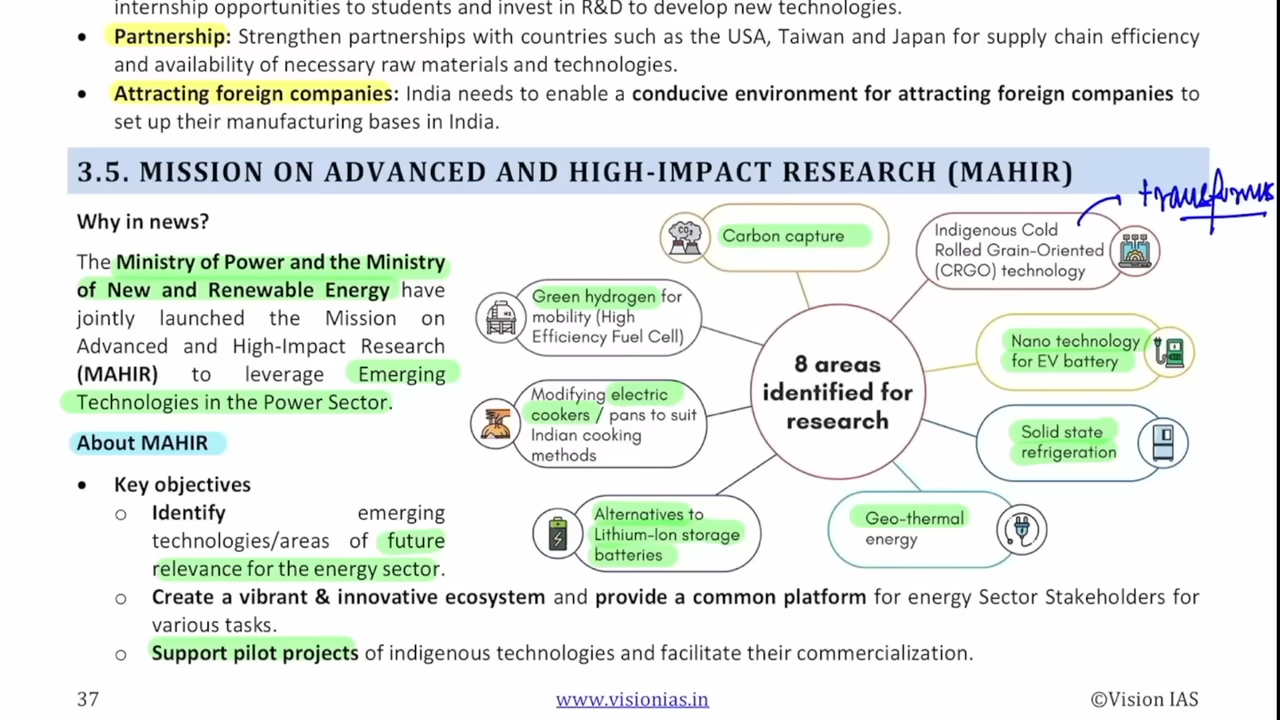 internship opportunities to students and invest in R&D to develop new technologies.
• Partnership: Strengthen partnerships with countries such as the USA, Taiwan and Japan for supply chain efficiency
and availability of necessary raw materials and technologies.
• Attracting foreign companies: India needs to enable a conducive environment for attracting foreign companies to
set up their manufacturing bases in India.
3.5. MISSION ON ADVANCED AND HIGH-IMPACT RESEARCH (MAHIR)
Why in news?
The Ministry of Power and the Ministry
of New and Renewable Energy have
jointly launched the Mission on
Advanced and High-Impact Research
(MAHIR) to leverage Emerging
Technologies in the Power Sector.
About MAHIR
• Key objectives
o Identify emerging
technologies/areas of future
relevance for the energy sector.
CO₂
Carbon capture
Indigenous Cold
Rolled Grain-Oriented
(CRGO) technology
Green hydrogen for
mobility (High
Efficiency Fuel Cell)
Nano technology
for EV battery
8 areas
identified for
research
Modifying electric
cookers / pans to suit
Indian cooking
methods
Solid state
refrigeration
Alternatives to
Lithium-Ion storage
batteries
Geo-thermal
energy
o Create a vibrant & innovative ecosystem and provide a common platform for energy Sector Stakeholders for
various tasks.
o Support pilot projects of indigenous technologies and facilitate their commercialization.
37
www.visionias.in
©Vision IAS